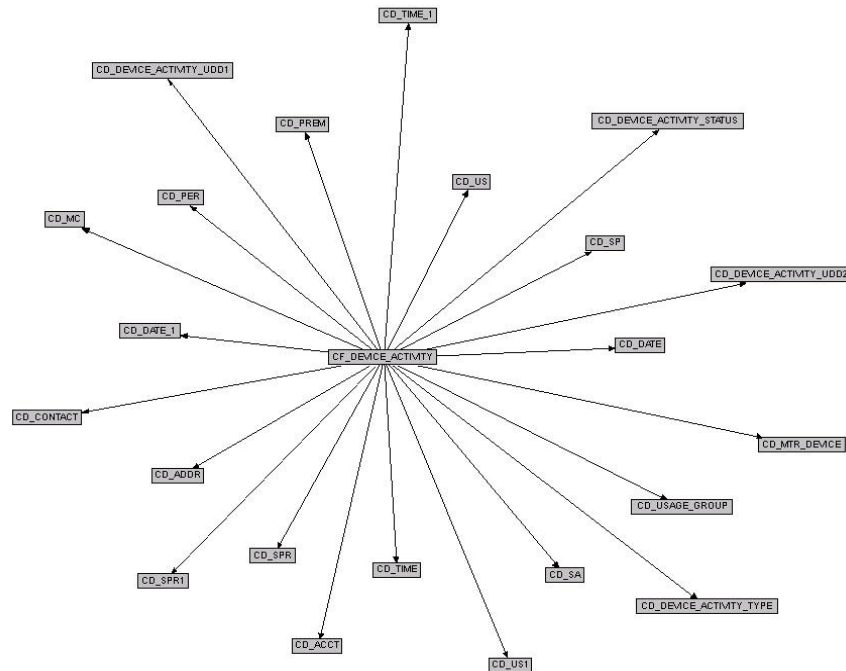 CD_TIME_1
CD_DEVICE_ACTIVITY_UDD1
CD_PREM
CD_DEVICE_ACTIVITY_STATUS
CD_US
CD_PER
CD_MC
CD_SP
CD_DEVICE_ACTIVITY_UDD2
CD_DATE_1
CD_DATE
CF_DEVICE_ACTIVITY
CD_CONTACT
CD_MTR_DEVICE
CD_ADDR
CD_USAGE_GROUP
CD_SPR
CD_TIME
CD_SA
CD_SPR1
CD_DEVICE_ACTIVITY_TYPE
CD_ACCT
CD_US1